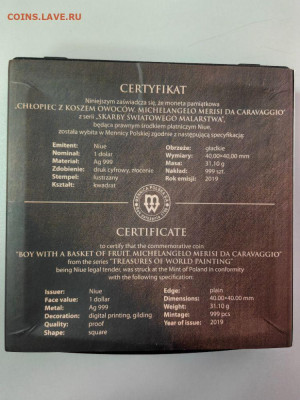 COINS.LAVE.RU
CERTYFIKAT
Niniejszym zaświadcza się, że moneta pamiątkowa
„CHŁOPIEC Z KOSZEM OWOCÓW, MICHELANGELO MERISI DA CARAVAGGIO"
z serii „SKARBY ŚWIATOWEGO MALARSTWA",
będąca prawnym środkiem płatniczym Niue,
została wybita w Mennicy Polskiej zgodnie z następującą specyfikacją:
Emitent: Niue Obrzeże: gładkie
Nominał: 1 dolar Wymiary: 40,00×40,00 mm
Materiał: Ag 999 Masa: 31,10 g
Zdobienie: druk cyfrowy, złocenie Nakład: 999 szt.
Stempel: lustrzany Rok emisji: 2019
Kształt: kwadrat
MENNICA POLSKA
CERTIFICATE
to certify that the commemorative coin
"BOY WITH A BASKET OF FRUIT, MICHELANGELO MERISI DA CARAVAGGIO"
from the series "TREASURES OF WORLD PAINTING"
being Niue legal tender, was struck at the Mint of Poland in conformity
with the following specification:
Issuer: Niue Edge: plain
Face value: 1 dollar Dimensions: 40.00×40.00 mm
Metal: Ag 999 Weight: 31.10 g
Decoration: digital printing, gilding Mintage: 999 pcs
Quality: proof Year of issue: 2019
Shape: square